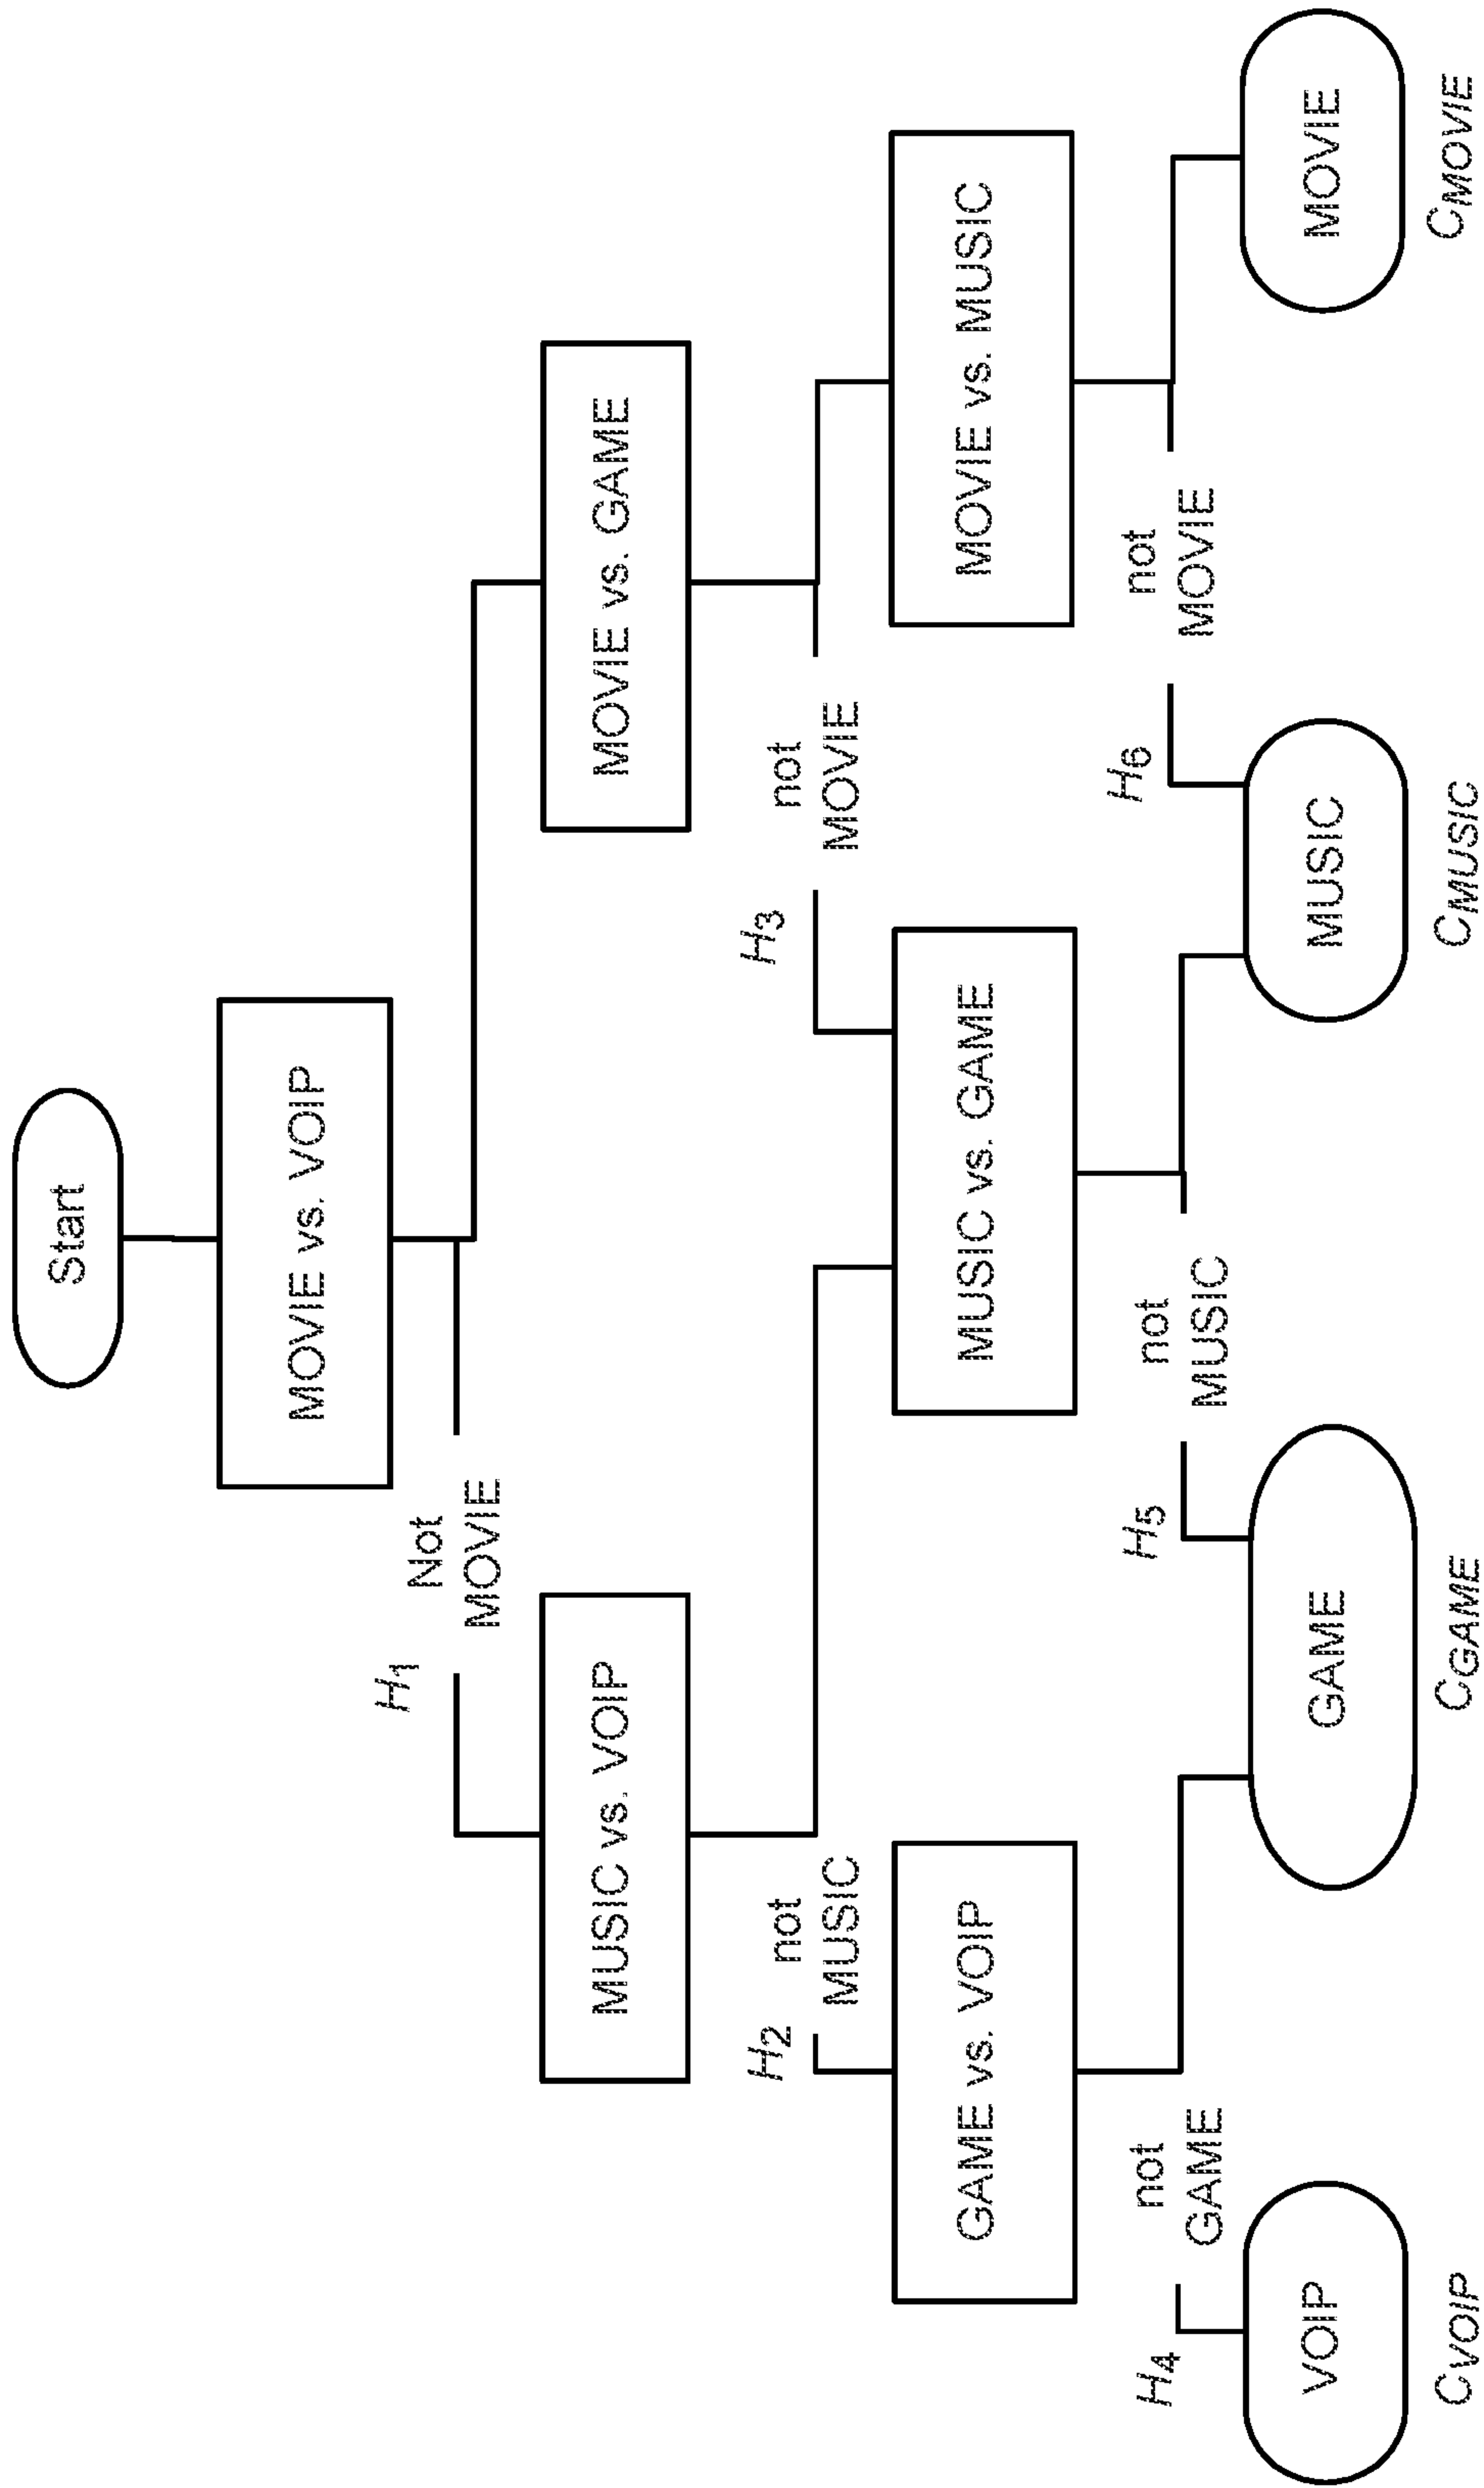 Start
MOVIE vs. VOIP
H1
Not
MOVIE
MUSIC vs. VOIP
MOVIE vs. GAME
H2
not
MUSIC
H3
not
MOVIE
GAME vs. VOIP
MUSIC vs. GAME
MOVIE vs. MUSIC
H4
not
GAME
H5
not
MUSIC
H6
not
MOVIE
VOIP
GAME
MUSIC
MOVIE
CVOIP
CGAME
CMUSIC
CMOVIE